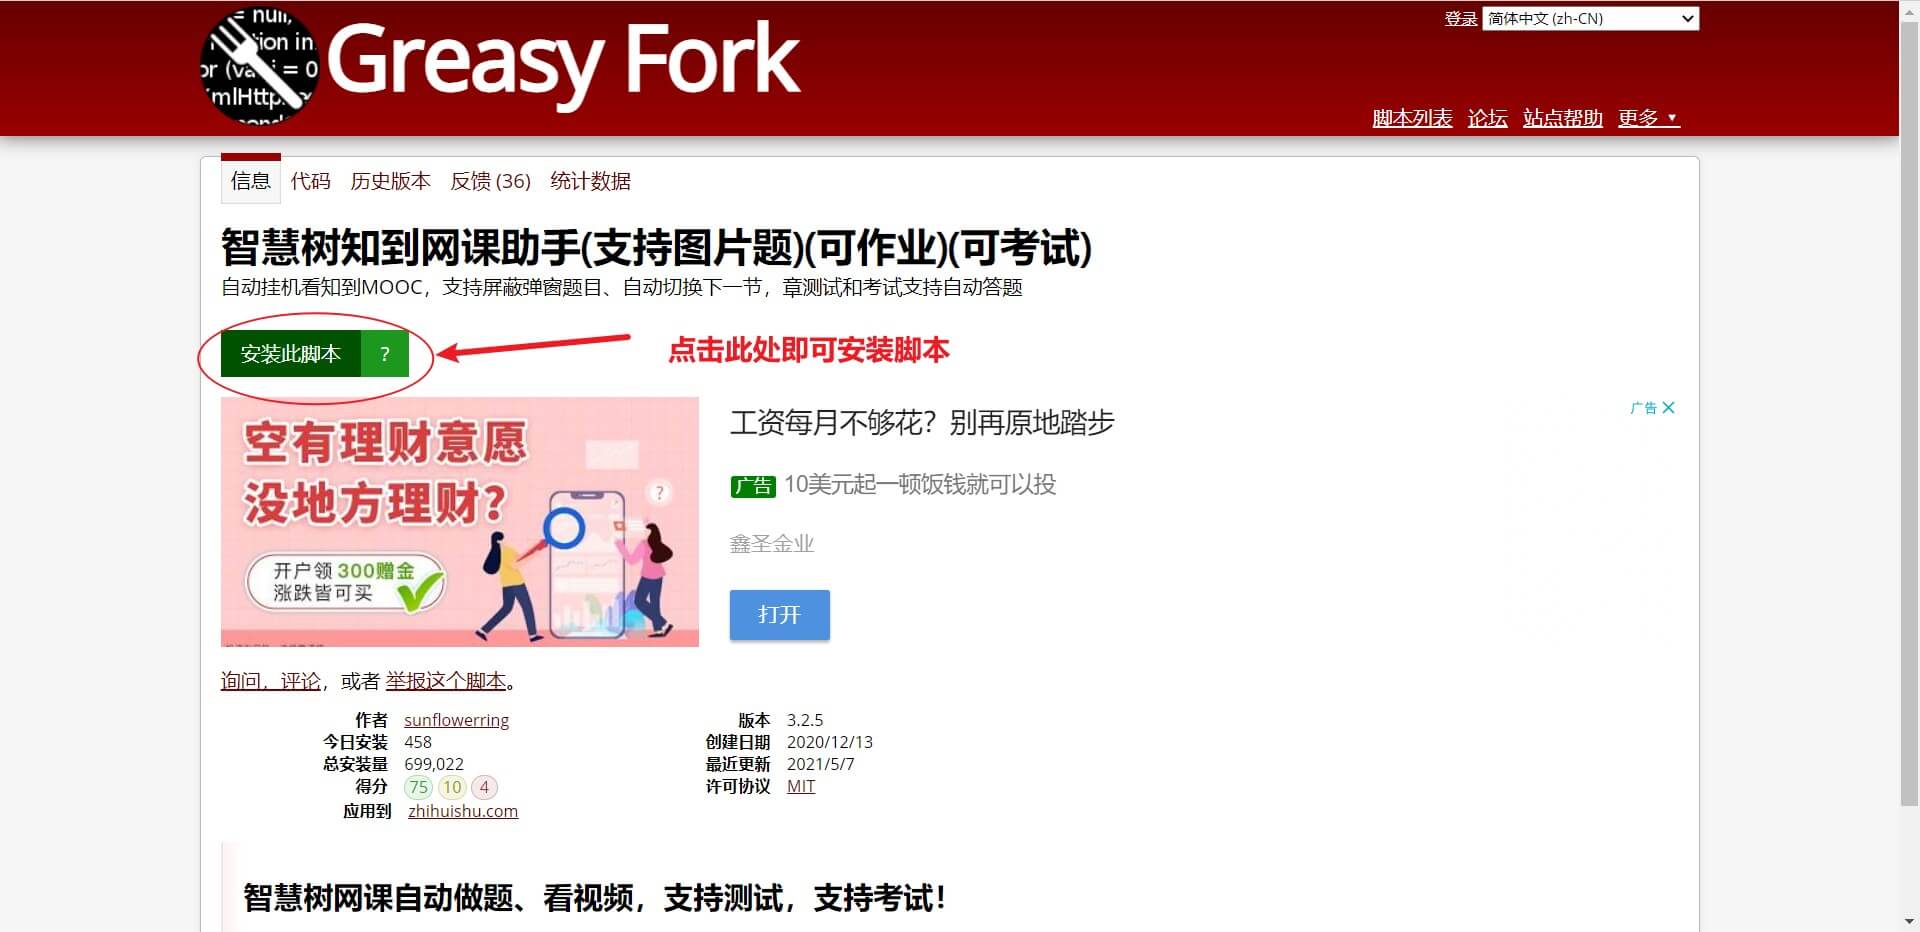 = null,
ion in
or (va i = 0
mlHttp
Greasy Fork
登录 简体中文 (zh-CN)
脚本列表 论坛 站点帮助 更多 ▼
信息 代码 历史版本 反馈 (36) 统计数据
智慧树知到网课助手(支持图片题)(可作业)(可考试)
自动挂机看知到MOOC，支持屏蔽弹窗题目、自动切换下一节，章测试和考试支持自动答题
安装此脚本 ?
点击此处即可安装脚本
空有理财意愿
没地方理财?
?
开户领 300赠金
涨跌皆可买
工资每月不够花？别再原地踏步
广告
广告 10美元起一顿饭钱就可以投
鑫圣金业
打开
询问，评论，或者 举报这个脚本。
作者 sunflowerring
今日安装 458
总安装量 699,022
得分 75 10 4
应用到 zhihuishu.com
版本 3.2.5
创建日期 2020/12/13
最近更新 2021/5/7
许可协议 MIT
智慧树网课自动做题、看视频，支持测试，支持考试！